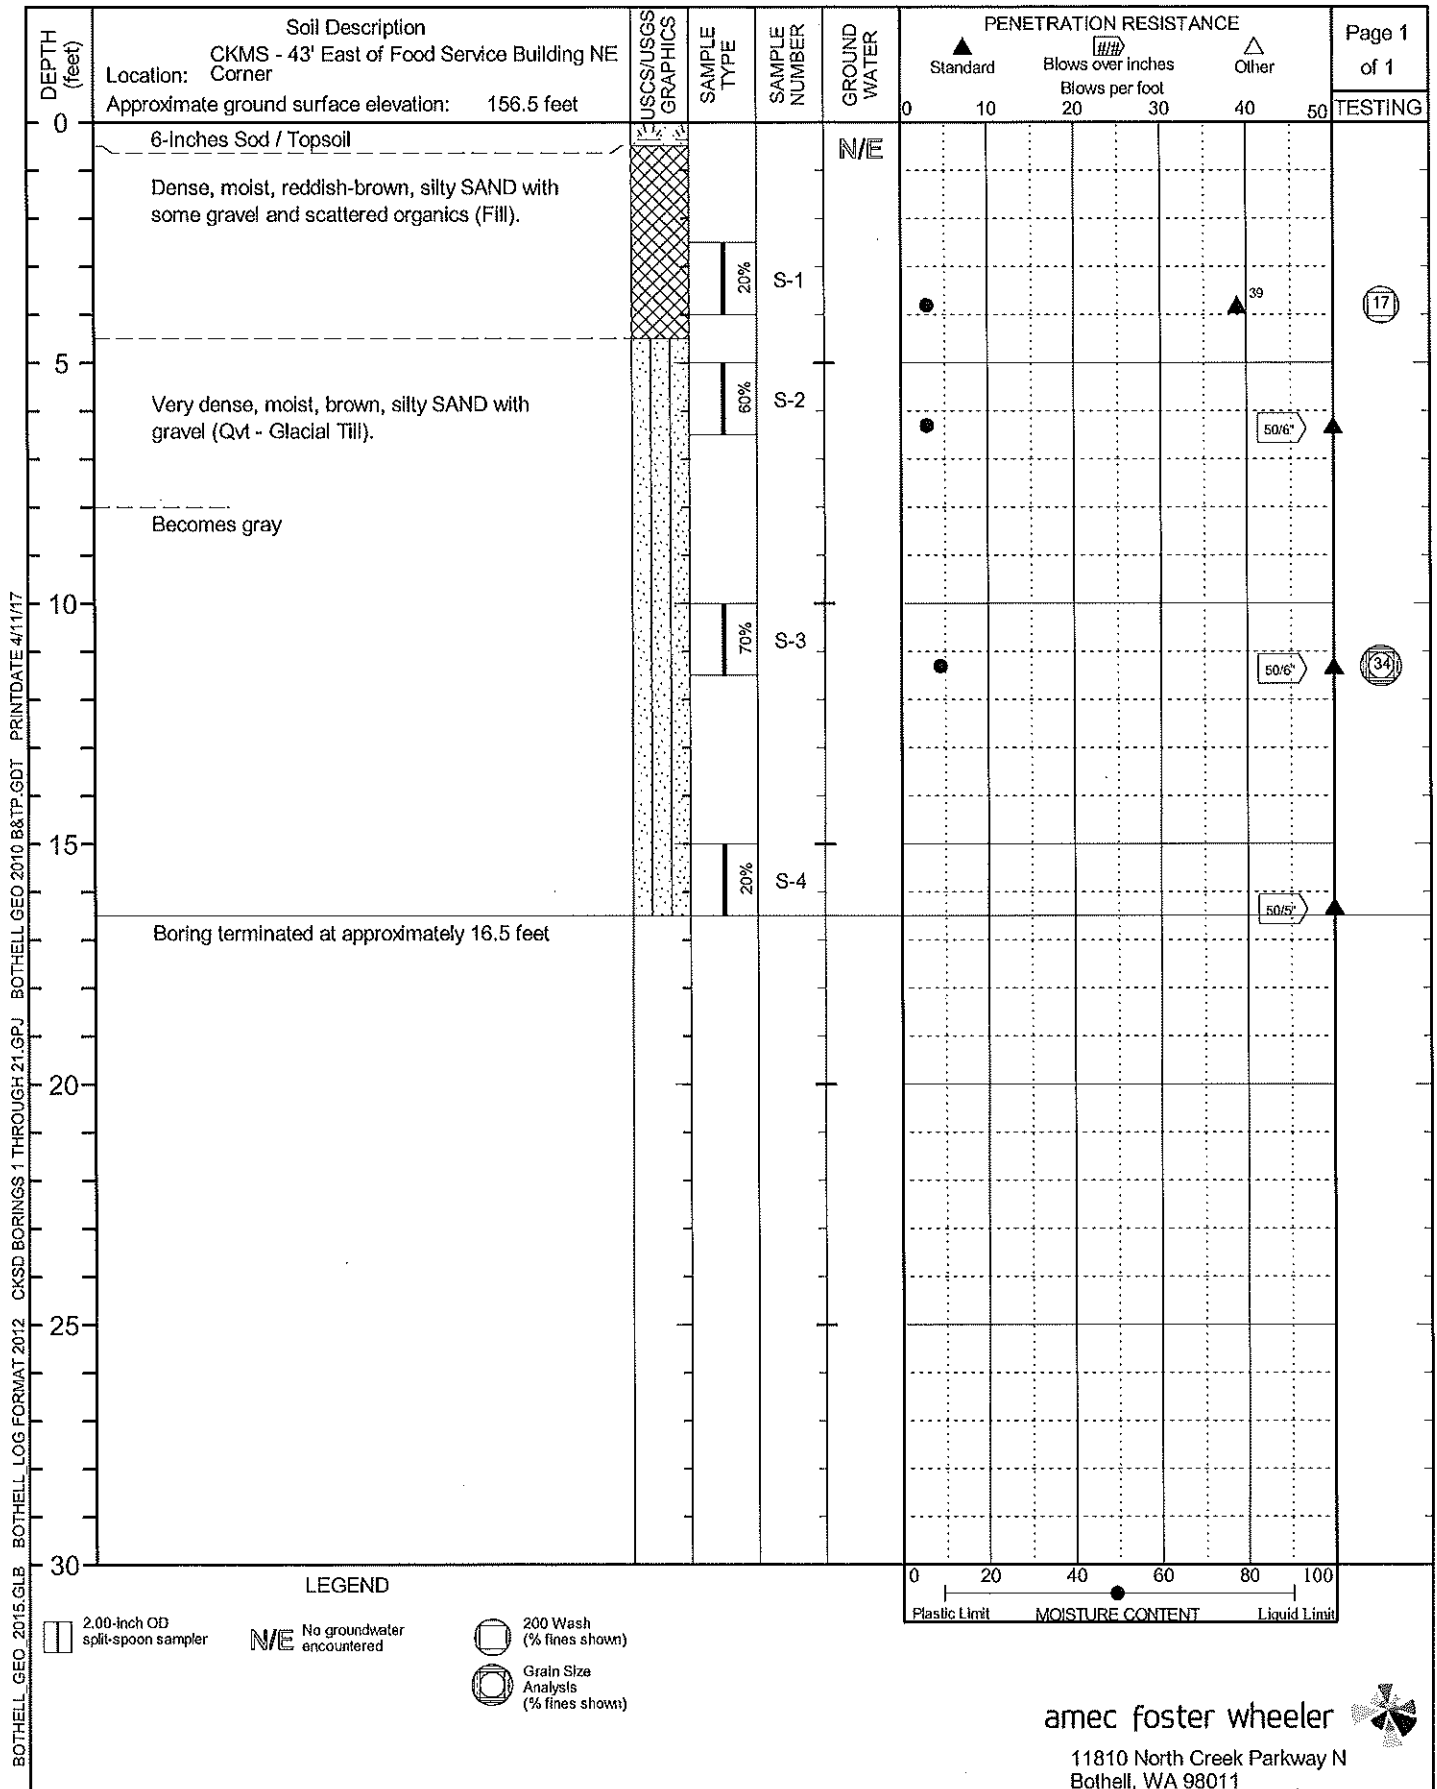 DEPTH
(feet)
Soil Description
Location: CKMS - 43' East of Food Service Building NE
Corner
Approximate ground surface elevation: 156.5 feet
USCS/USGS
GRAPHICS
SAMPLE
TYPE
SAMPLE
NUMBER
GROUND
WATER
PENETRATION RESISTANCE
Standard
#/#
Blows over inches
Other
Blows per foot
0 10 20 30 40 50
Page 1
of 1
TESTING
0
6-Inches Sod / Topsoil
N/E
Dense, moist, reddish-brown, silty SAND with
some gravel and scattered organics (Fill).
20%
S-1
39
17
5
Very dense, moist, brown, silty SAND with
gravel (Qvt - Glacial Till).
60%
S-2
50/6"
Becomes gray
10
70%
S-3
50/6"
34
15
20%
S-4
50/5"
Boring terminated at approximately 16.5 feet
20
25
30
0 20 40 60 80 100
Plastic Limit MOISTURE CONTENT Liquid Limit
LEGEND
2.00-inch OD
split-spoon sampler
N/E No groundwater
encountered
200 Wash
(% fines shown)
Grain Size
Analysis
(% fines shown)
amec foster wheeler
11810 North Creek Parkway N
Bothell, WA 98011
BOTHELL_GEO_2015.GLB BOTHELL_LOG FORMAT 2012 CKSD BORINGS 1 THROUGH 21.GPJ BOTHELL GEO 2010 B&TP.GDT PRINTDATE 4/11/17